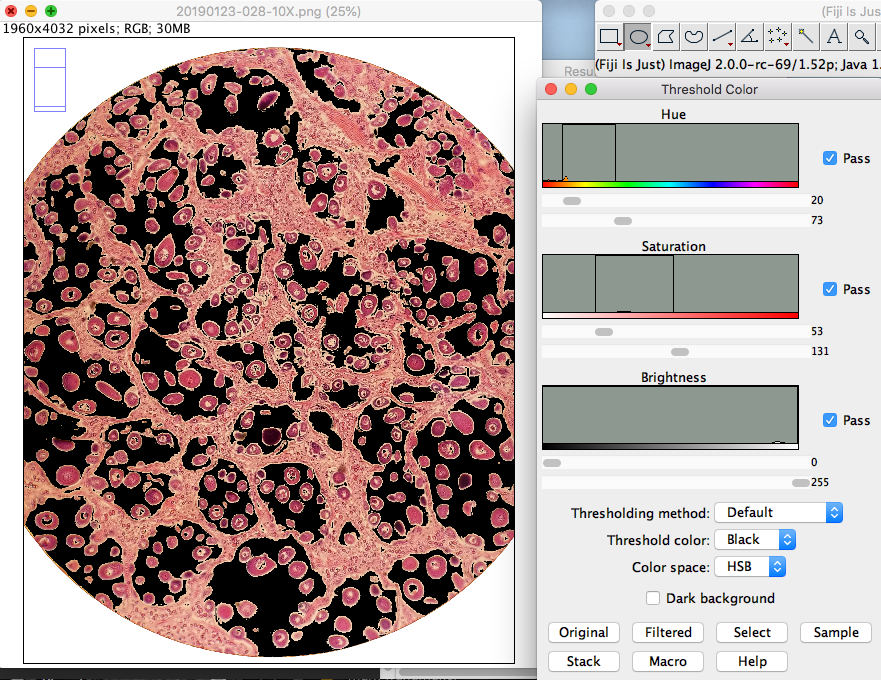 20190123-028-10X.png (25%)
1960x4032 pixels; RGB; 30MB
(Fiji Is Just
A
Resu
(Fiji Is Just) ImageJ 2.0.0-rc-69/1.52p; Java 1.
Threshold Color
Hue
Pass
20
73
Saturation
Pass
53
131
Brightness
Pass
0
255
Thresholding method: Default
Threshold color: Black
Color space: HSB
Dark background
Original Filtered Select Sample
Stack Macro Help